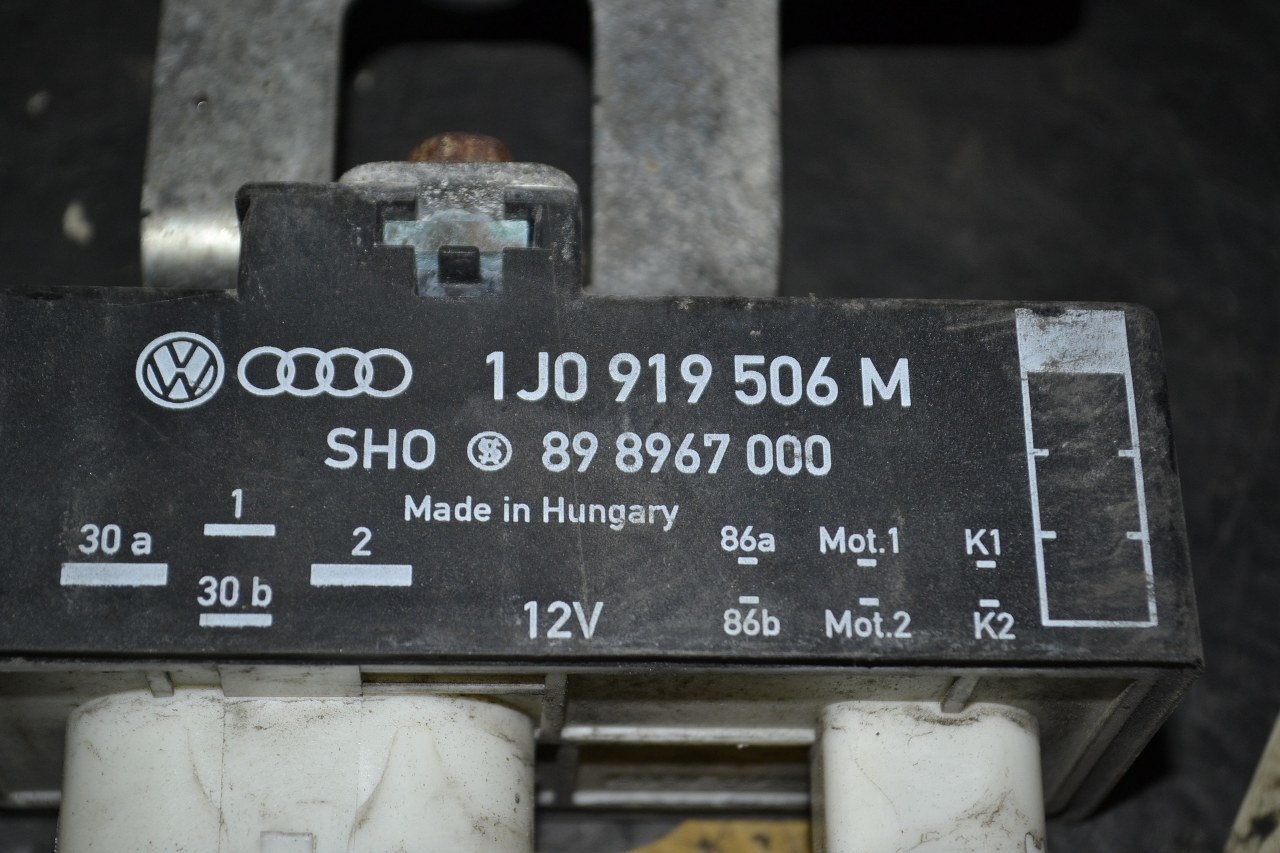 1J0 919 506 M
SHO 89 8967 000
Made in Hungary
30 a
1
2
30 b
12V
86a Mot.1 K1
86b Mot.2 K2